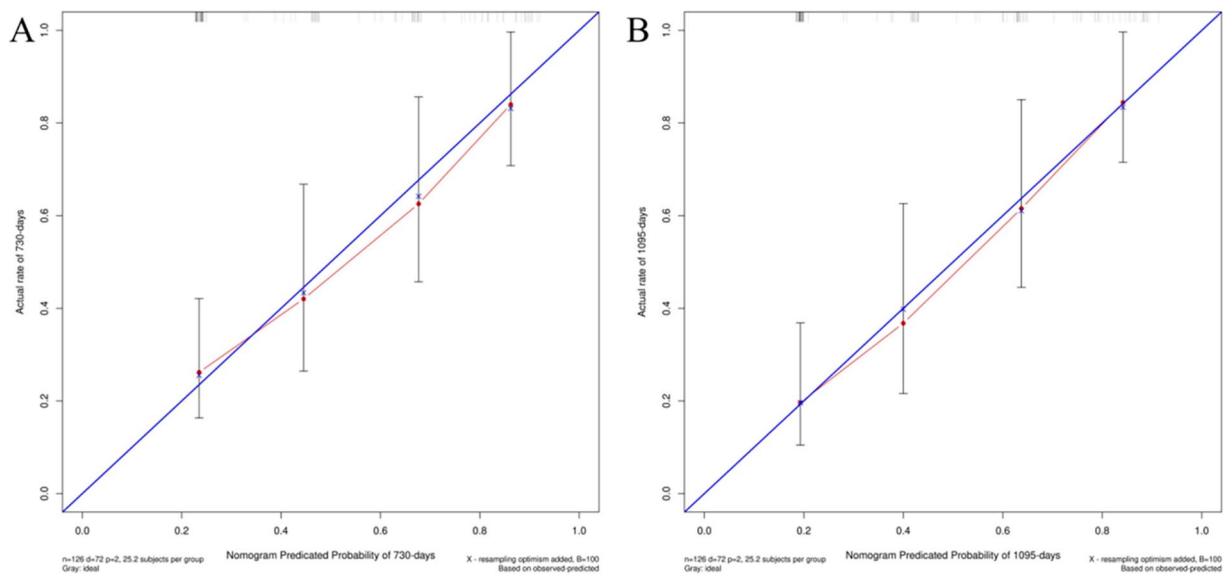 A
1.0
0.8
0.6
0.4
0.2
0.0
Actual rate of 730-days
0.0 0.2 0.4 0.6 0.8 1.0
Nomogram Predicated Probability of 730-days
n=126 d=72 p=2, 25.2 subjects per group
Gray: ideal
X - resampling optimism added, B=100
Based on observed-predicted
B
1.0
0.8
0.6
0.4
0.2
0.0
Actual rate of 1095-days
0.0 0.2 0.4 0.6 0.8 1.0
Nomogram Predicated Probability of 1095-days
n=126 d=72 p=2, 25.2 subjects per group
Gray: ideal
X - resampling optimism added, B=100
Based on observed-predicted